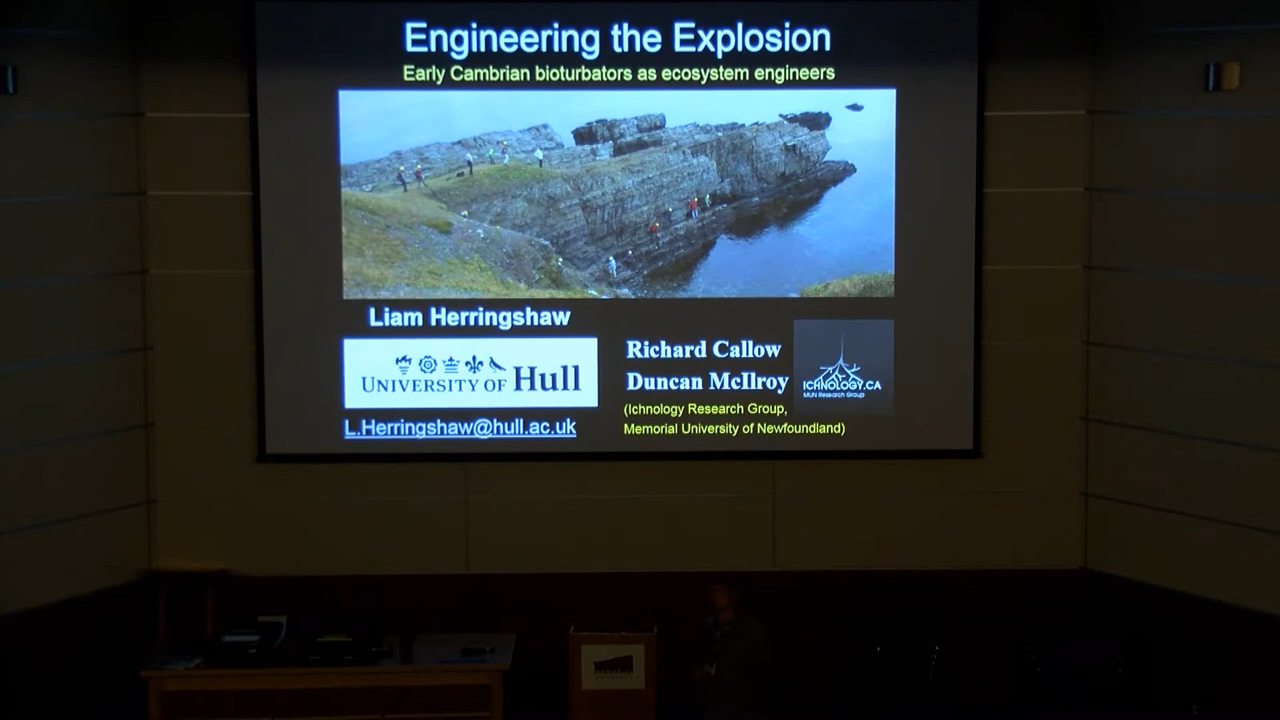 Engineering the Explosion
Early Cambrian bioturbators as ecosystem engineers
Liam Herringshaw
UNIVERSITY OF Hull
L.Herringshaw@hull.ac.uk
Richard Callow
Duncan McIlroy
(Ichnology Research Group,
Memorial University of Newfoundland)
ICHNOLOGY.CA
MUN Research Group